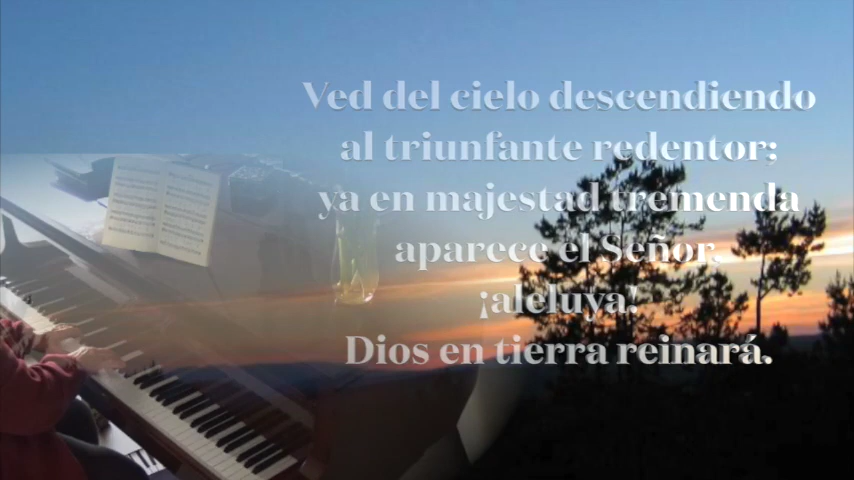 Ved del cielo descendiendo
al triunfante redentor;
ya en majestad tremenda
aparece el Señor,
¡aleluya!
Dios en tierra reinará.